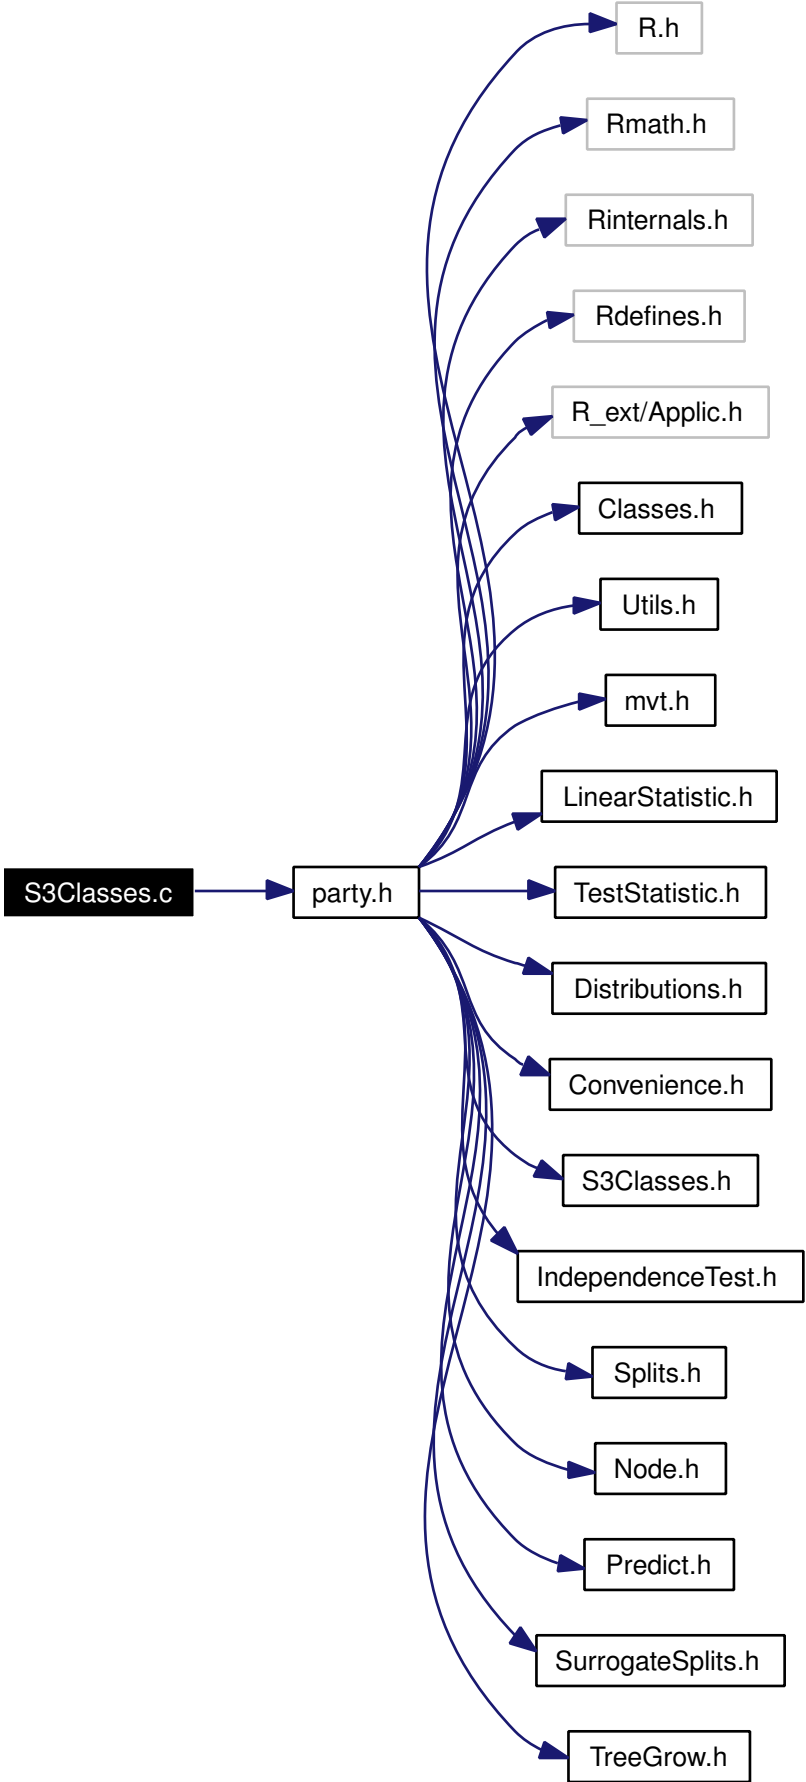 R.h
Rmath.h
Rinternals.h
Rdefines.h
R_ext/Applic.h
Classes.h
Utils.h
mvt.h
LinearStatistic.h
S3Classes.c
party.h
TestStatistic.h
Distributions.h
Convenience.h
S3Classes.h
IndependenceTest.h
Splits.h
Node.h
Predict.h
SurrogateSplits.h
TreeGrow.h